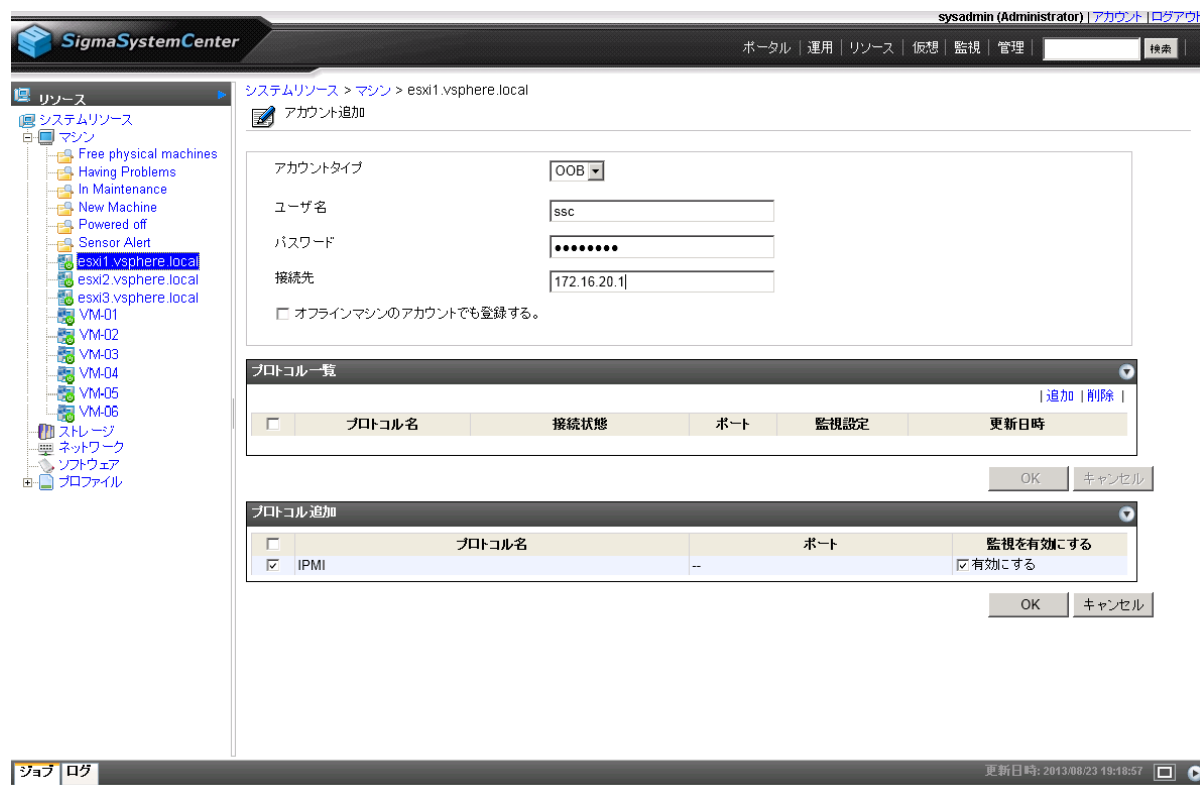 sysadmin (Administrator) | アカウント | ログアウト
SigmaSystemCenter
ポータル | 運用 | リソース | 仮想 | 監視 | 管理 | 検索 |
リソース
システムリソース
マシン
Free physical machines
Having Problems
In Maintenance
New Machine
Powered off
Sensor Alert
esxi1.vsphere.local
esxi2.vsphere.local
esxi3.vsphere.local
VM-01
VM-02
VM-03
VM-04
VM-05
VM-06
ストレージ
ネットワーク
ソフトウェア
プロファイル
システムリソース > マシン > esxi1.vsphere.local
アカウント追加
アカウントタイプ OOB
ユーザ名 ssc
パスワード ●●●●●●●●
接続先 172.16.20.1
オフラインマシンのアカウントでも登録する。
プロトコル一覧
| 追加 | 削除 |
プロトコル名 接続状態 ポート 監視設定 更新日時
OK キャンセル
プロトコル追加
プロトコル名 ポート 監視を有効にする
IPMI -- 有効にする
OK キャンセル
ジョブ ログ 更新日時: 2013/08/23 19:18:57